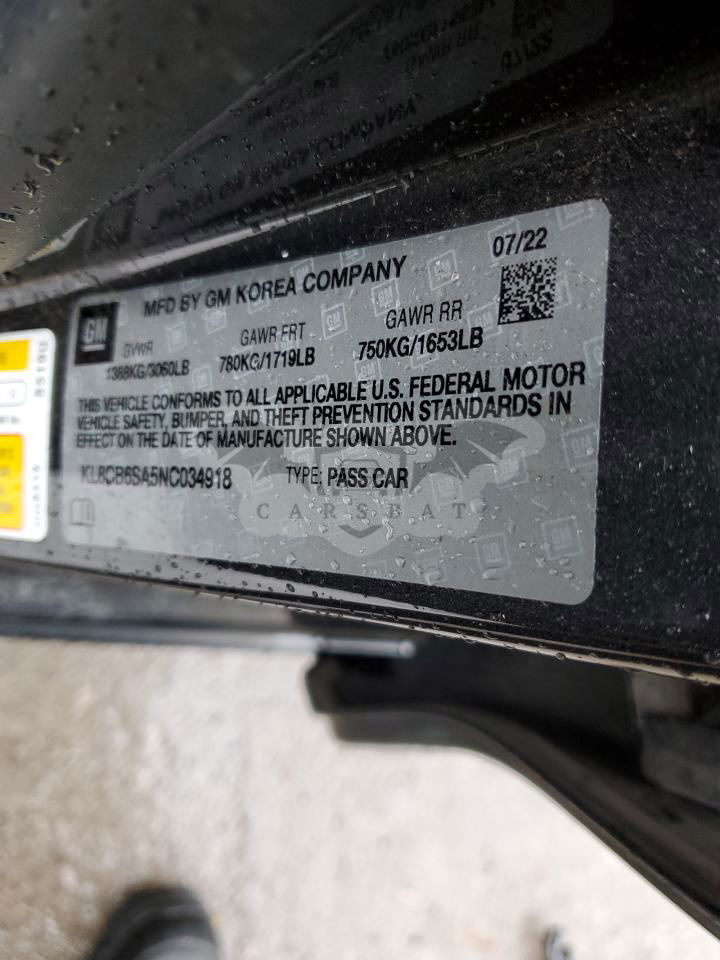 07/22
MFD BY GM KOREA COMPANY
GM
GVWR GAWR FRT GAWR RR
1388KG/3060LB 780KG/1719LB 750KG/1653LB
THIS VEHICLE CONFORMS TO ALL APPLICABLE U.S. FEDERAL MOTOR
VEHICLE SAFETY, BUMPER, AND THEFT PREVENTION STANDARDS IN
EFFECT ON THE DATE OF MANUFACTURE SHOWN ABOVE.
KL8CB6SA5NC034918 TYPE: PASS CAR
CARSBAT